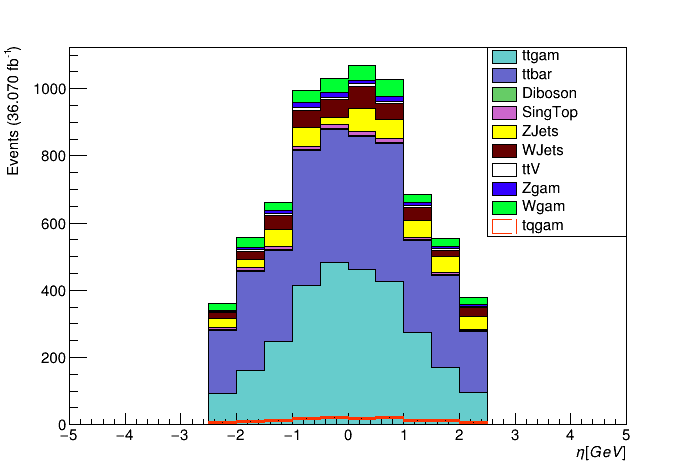 Events (36.070 fb⁻¹)
1000
800
600
400
200
0
−5 −4 −3 −2 −1 0 1 2 3 4 5
η[GeV]
ttgam
ttbar
Diboson
SingTop
ZJets
WJets
ttV
Zgam
Wgam
tqgam